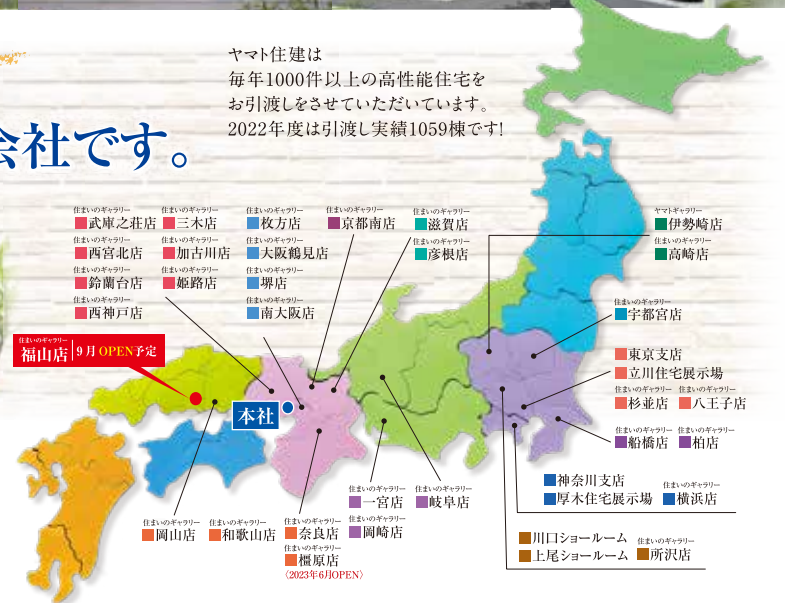 ヤマト住建は
毎年1000件以上の高性能住宅を
お引渡しをさせていただいています。
2022年度は引渡し実績1059棟です!
会社です。
住まいのギャラリー 住まいのギャラリー 住まいのギャラリー 住まいのギャラリー 住まいのギャラリー ヤマトギャラリー
武庫之荘店 三木店 枚方店 京都南店 滋賀店 伊勢崎店
住まいのギャラリー 住まいのギャラリー 住まいのギャラリー 住まいのギャラリー 住まいのギャラリー
西宮北店 加古川店 大阪鶴見店 彦根店 高崎店
住まいのギャラリー 住まいのギャラリー 住まいのギャラリー
鈴蘭台店 姫路店 堺店
住まいのギャラリー 住まいのギャラリー
西神戸店 南大阪店
住まいのギャラリー
宇都宮店
住まいのギャラリー
福山店 9月OPEN予定
東京支店
立川住宅展示場
住まいのギャラリー 住まいのギャラリー
杉並店 八王子店
本社
住まいのギャラリー 住まいのギャラリー
船橋店 柏店
神奈川支店
住まいのギャラリー
厚木住宅展示場 横浜店
住まいのギャラリー 住まいのギャラリー
一宮店 岐阜店
住まいのギャラリー
岡崎店
住まいのギャラリー 住まいのギャラリー 住まいのギャラリー
岡山店 和歌山店 奈良店
住まいのギャラリー
橿原店
〈2023年6月OPEN〉
川口ショールーム
住まいのギャラリー
上尾ショールーム 所沢店